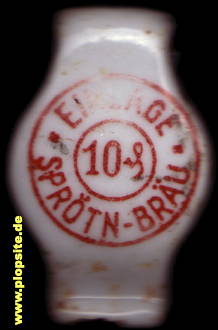 EINLAGE
10 ₰
SPRÖTN-BRÄU
www.plopsite.de